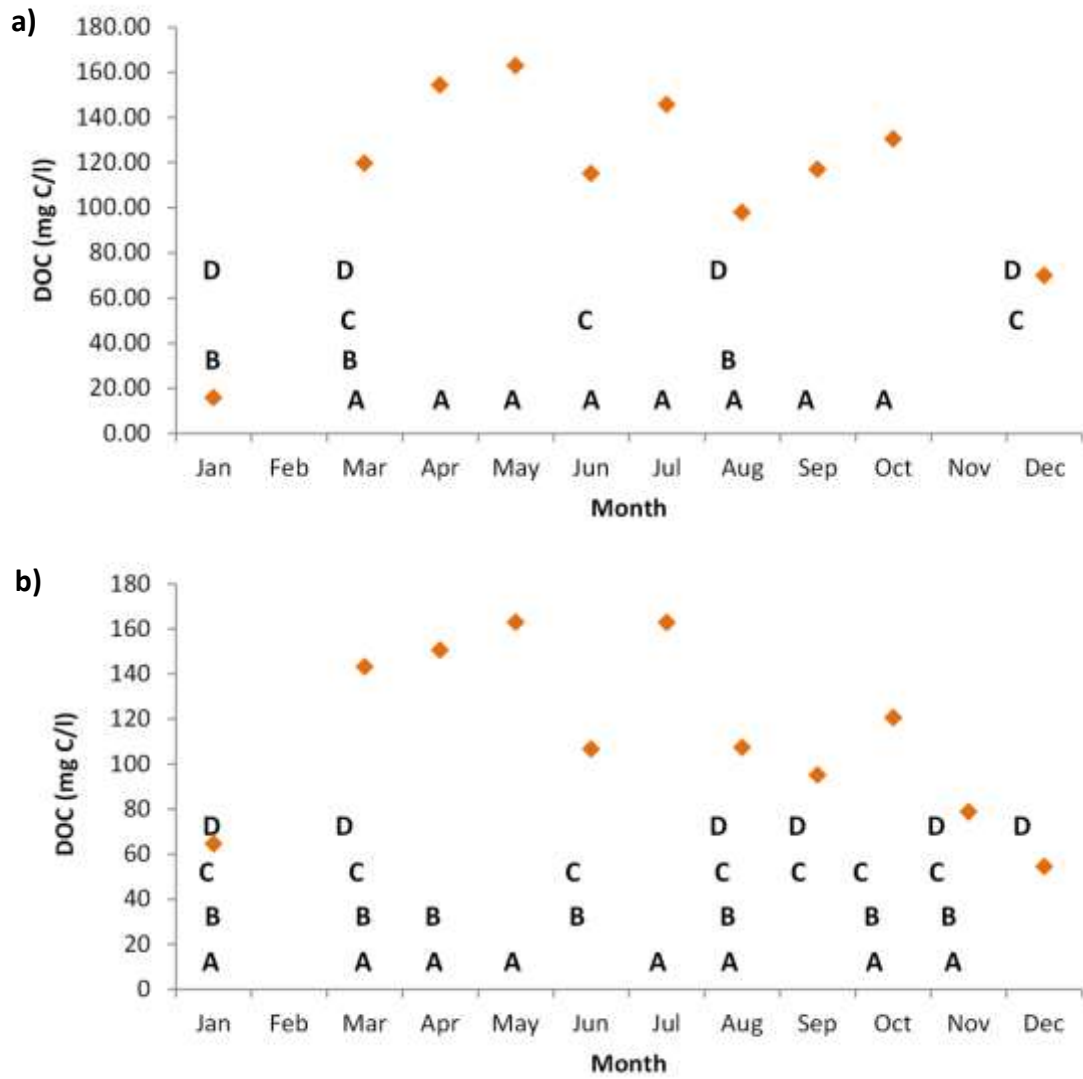 a)
180.00
160.00
140.00
120.00
100.00
80.00
60.00
40.00
20.00
0.00
DOC (mg C/l)
D D D D
C C C
B B B
A A A A A A A A
Jan Feb Mar Apr May Jun Jul Aug Sep Oct Nov Dec
Month
b)
180
160
140
120
100
80
60
40
20
0
DOC (mg C/l)
D D D D D D
C C C C C C C
B B B B B B B
A A A A A A A A
Jan Feb Mar Apr May Jun Jul Aug Sep Oct Nov Dec
Month